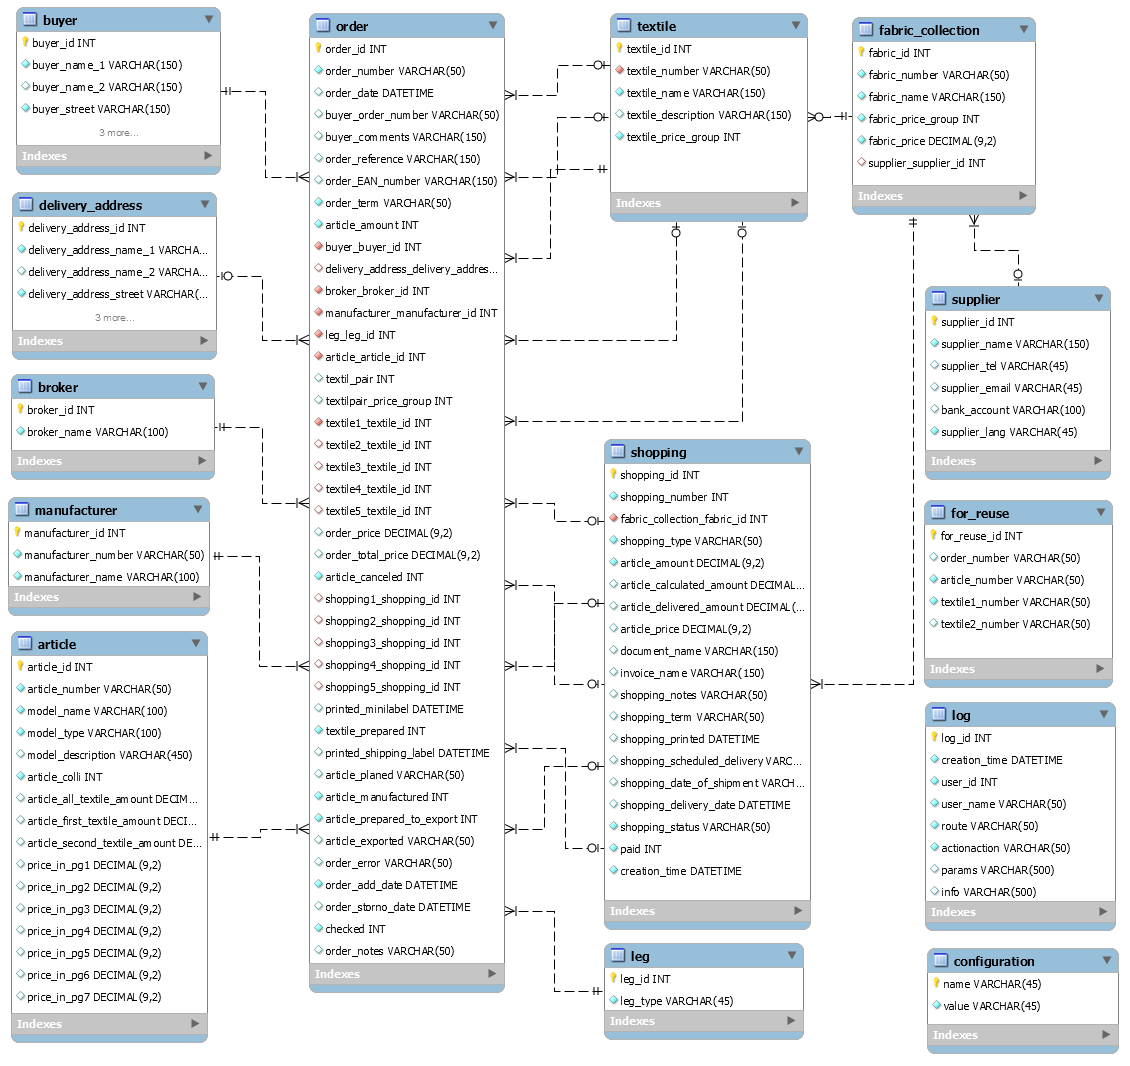 buyer
buyer_id INT
buyer_name_1 VARCHAR(150)
buyer_name_2 VARCHAR(150)
buyer_street VARCHAR(150)
3 more...
Indexes
delivery_address
delivery_address_id INT
delivery_address_name_1 VARCHA...
delivery_address_name_2 VARCHA...
delivery_address_street VARCHAR(...
3 more...
Indexes
broker
broker_id INT
broker_name VARCHAR(100)
Indexes
manufacturer
manufacturer_id INT
manufacturer_number VARCHAR(50)
manufacturer_name VARCHAR(100)
Indexes
article
article_id INT
article_number VARCHAR(50)
model_name VARCHAR(100)
model_type VARCHAR(100)
model_description VARCHAR(450)
article_colli INT
article_all_textile_amount DECIM...
article_first_textile_amount DECI...
article_second_textile_amount DE...
price_in_pg1 DECIMAL(9,2)
price_in_pg2 DECIMAL(9,2)
price_in_pg3 DECIMAL(9,2)
price_in_pg4 DECIMAL(9,2)
price_in_pg5 DECIMAL(9,2)
price_in_pg6 DECIMAL(9,2)
price_in_pg7 DECIMAL(9,2)
Indexes
order
order_id INT
order_number VARCHAR(50)
order_date DATETIME
buyer_order_number VARCHAR(50)
buyer_comments VARCHAR(150)
order_reference VARCHAR(150)
order_EAN_number VARCHAR(150)
order_term VARCHAR(50)
article_amount INT
buyer_buyer_id INT
delivery_address_delivery_addres...
broker_broker_id INT
manufacturer_manufacturer_id INT
leg_leg_id INT
article_article_id INT
textil_pair INT
textilpair_price_group INT
textile1_textile_id INT
textile2_textile_id INT
textile3_textile_id INT
textile4_textile_id INT
textile5_textile_id INT
order_price DECIMAL(9,2)
order_total_price DECIMAL(9,2)
article_canceled INT
shopping1_shopping_id INT
shopping2_shopping_id INT
shopping3_shopping_id INT
shopping4_shopping_id INT
shopping5_shopping_id INT
printed_minilabel DATETIME
textile_prepared INT
printed_shipping_label DATETIME
article_planed VARCHAR(50)
article_manufactured INT
article_prepared_to_export INT
article_exported VARCHAR(50)
order_error VARCHAR(50)
order_add_date DATETIME
order_storno_date DATETIME
checked INT
order_notes VARCHAR(50)
Indexes
textile
textile_id INT
textile_number VARCHAR(50)
textile_name VARCHAR(150)
textile_description VARCHAR(150)
textile_price_group INT
Indexes
shopping
shopping_id INT
shopping_number INT
fabric_collection_fabric_id INT
shopping_type VARCHAR(50)
article_amount DECIMAL(9,2)
article_calculated_amount DECIMAL...
article_delivered_amount DECIMAL(...
article_price DECIMAL(9,2)
document_name VARCHAR(150)
invoice_name VARCHAR(150)
shopping_notes VARCHAR(50)
shopping_term VARCHAR(50)
shopping_printed DATETIME
shopping_scheduled_delivery VARC...
shopping_date_of_shipment VARCH...
shopping_delivery_date DATETIME
shopping_status VARCHAR(50)
paid INT
creation_time DATETIME
Indexes
leg
leg_id INT
leg_type VARCHAR(45)
Indexes
fabric_collection
fabric_id INT
fabric_number VARCHAR(50)
fabric_name VARCHAR(150)
fabric_price_group INT
fabric_price DECIMAL(9,2)
supplier_supplier_id INT
Indexes
supplier
supplier_id INT
supplier_name VARCHAR(150)
supplier_tel VARCHAR(45)
supplier_email VARCHAR(45)
bank_account VARCHAR(100)
supplier_lang VARCHAR(45)
Indexes
for_reuse
for_reuse_id INT
order_number VARCHAR(50)
article_number VARCHAR(50)
textile1_number VARCHAR(50)
textile2_number VARCHAR(50)
Indexes
log
log_id INT
creation_time DATETIME
user_id INT
user_name VARCHAR(50)
route VARCHAR(50)
actionaction VARCHAR(50)
params VARCHAR(500)
info VARCHAR(500)
Indexes
configuration
name VARCHAR(45)
value VARCHAR(45)
Indexes